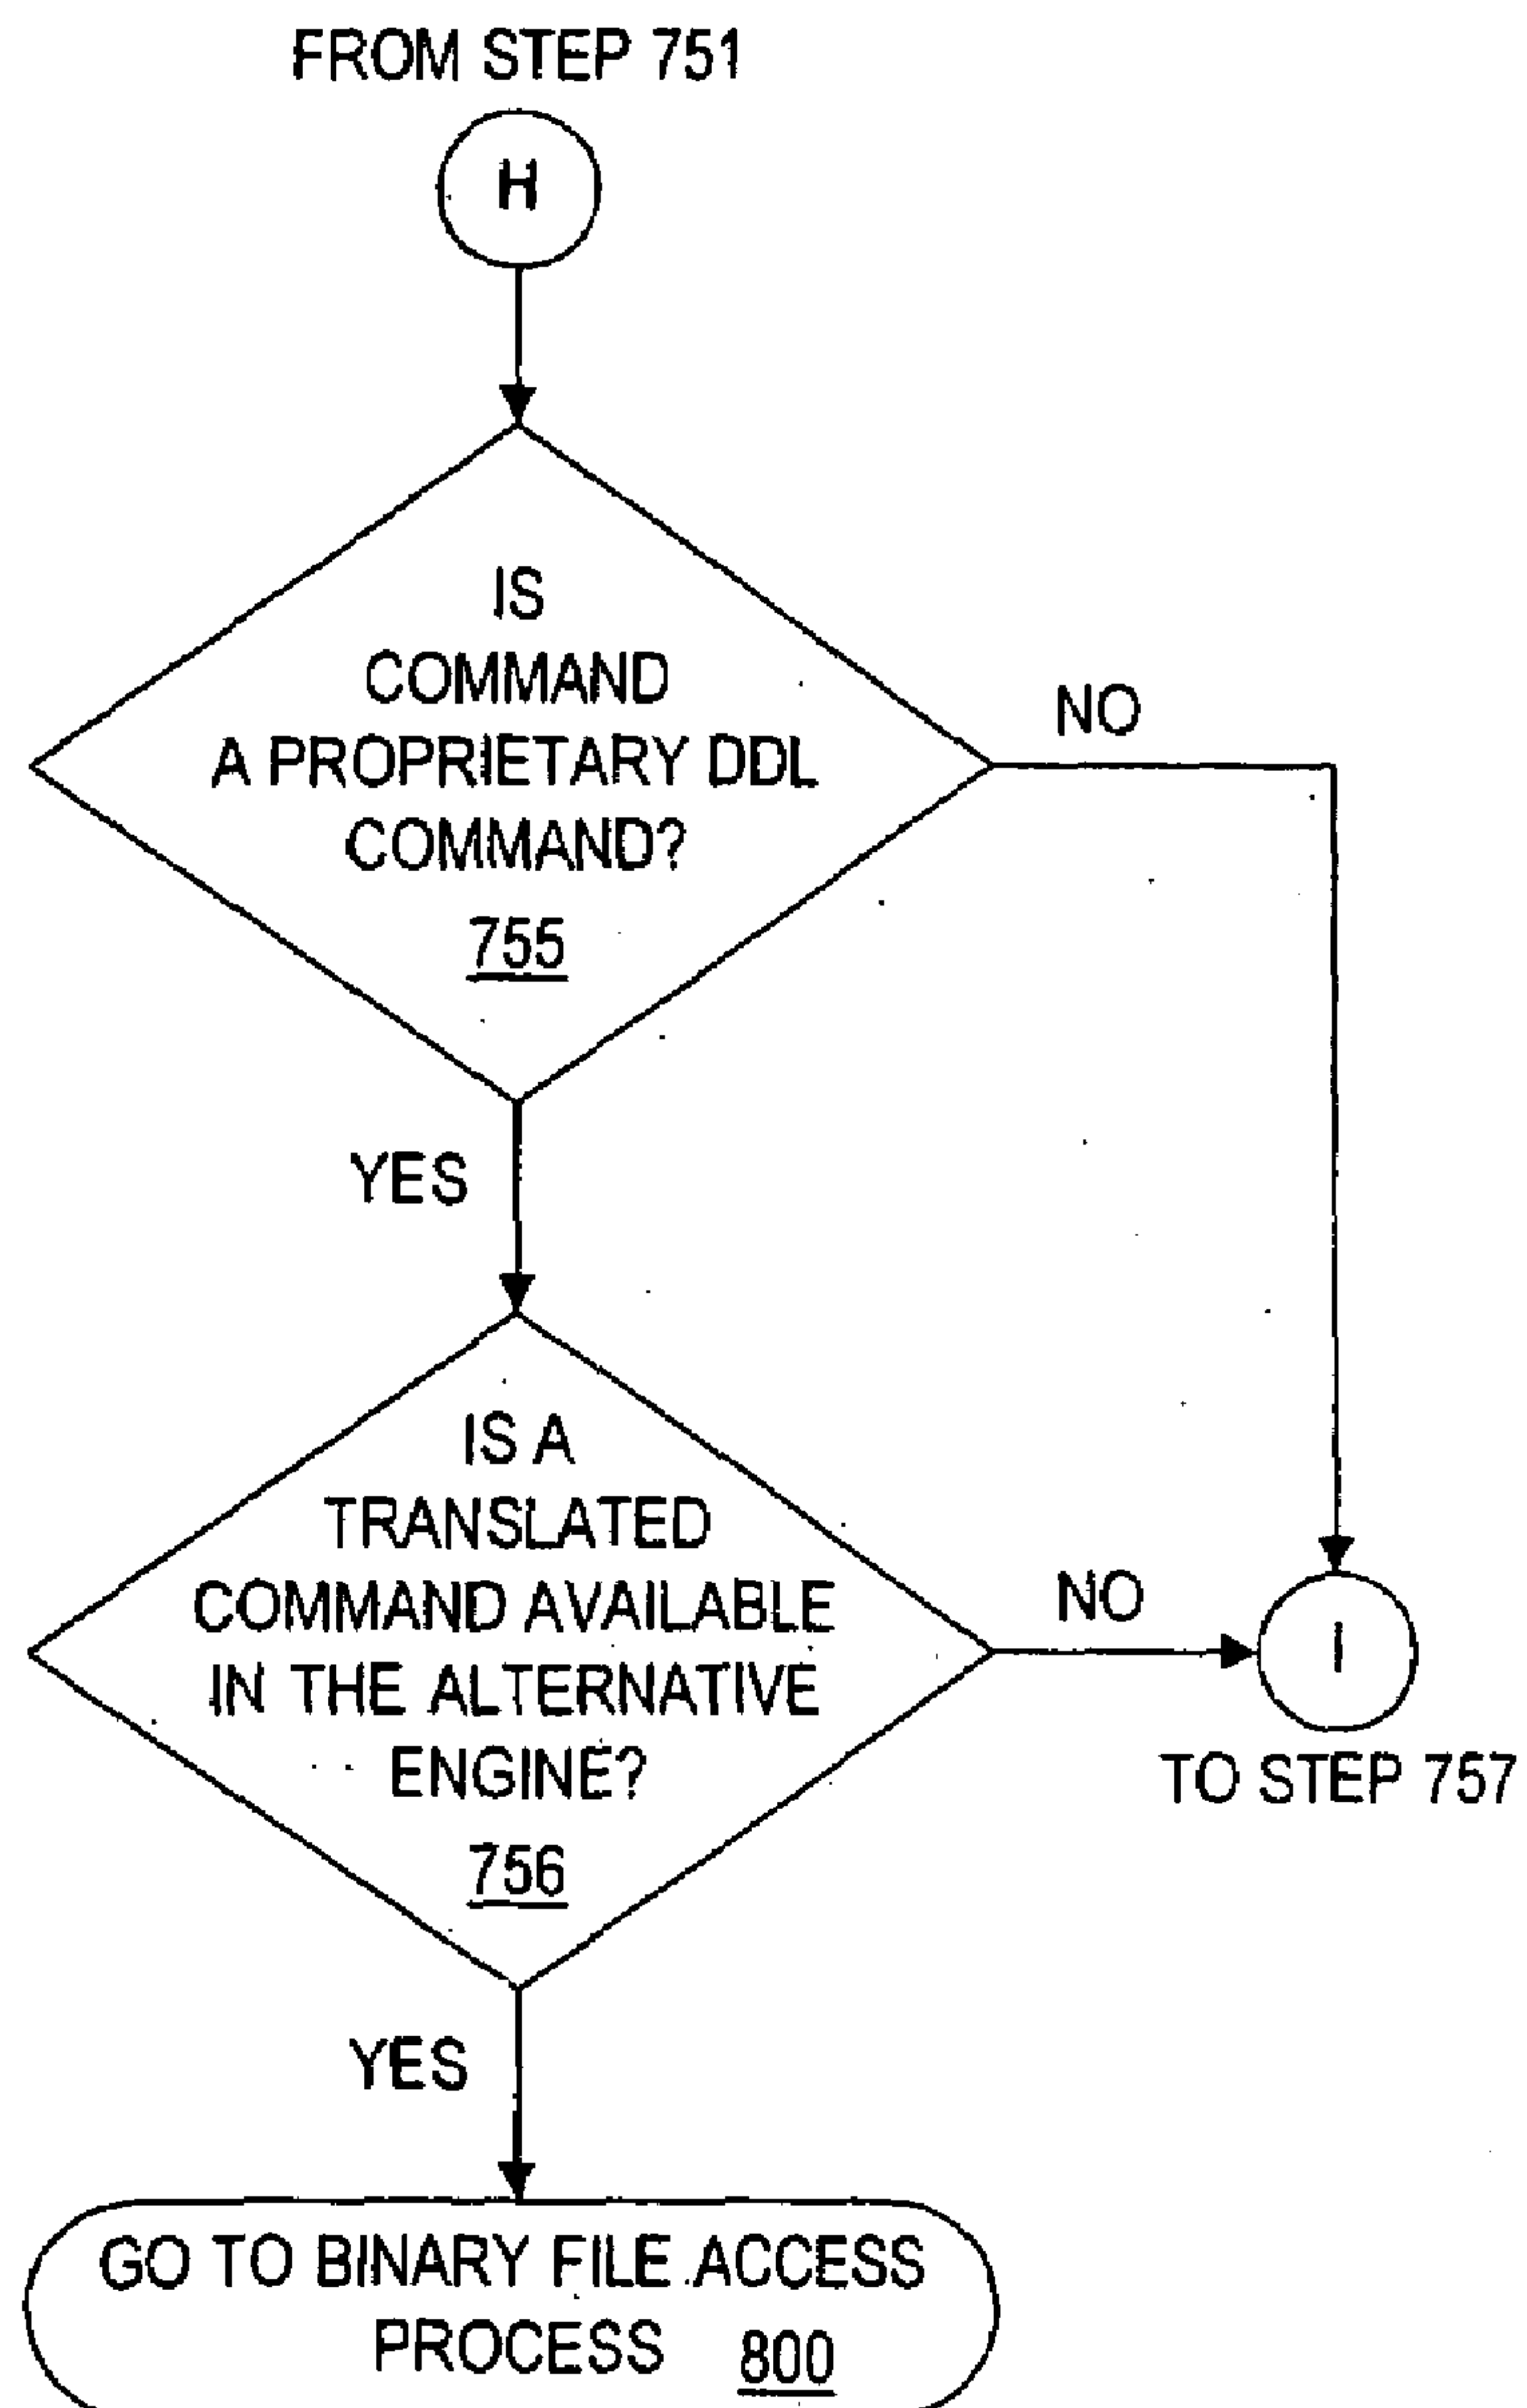 FROM STEP 751
H
IS
COMMAND
A PROPRIETARY DDL
COMMAND?
755
NO
YES
IS A
TRANSLATED
COMMAND AVAILABLE
IN THE ALTERNATIVE
ENGINE?
756
NO
I
TO STEP 757
YES
GO TO BINARY FILE ACCESS
PROCESS 800